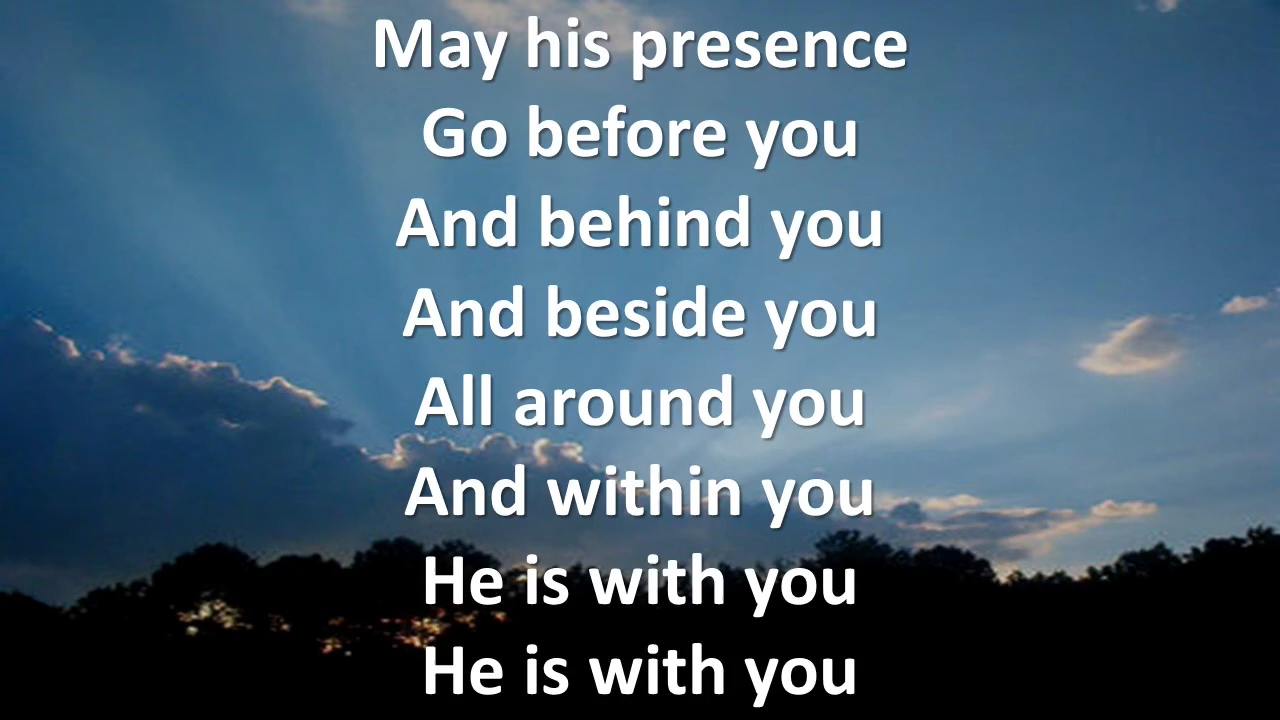 May his presence
Go before you
And behind you
And beside you
All around you
And within you
He is with you
He is with you